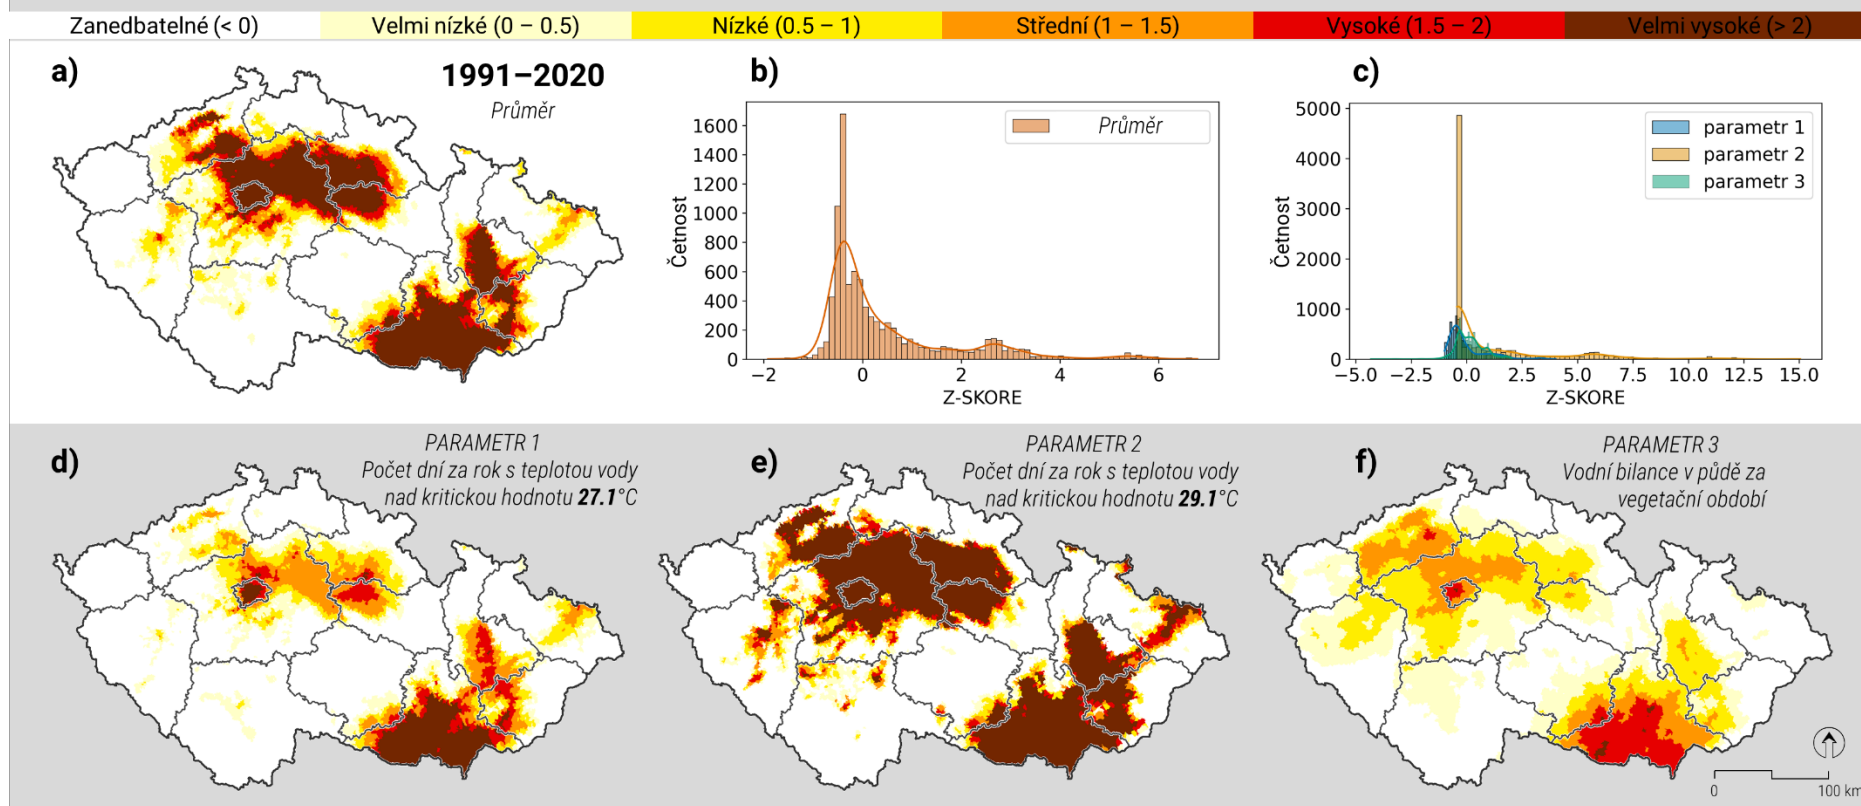 Zanedbatelné (< 0) Velmi nízké (0 – 0.5) Nízké (0.5 – 1) Střední (1 – 1.5) Vysoké (1.5 – 2) Velmi vysoké (> 2)
a)
1991–2020
Průměr
b)
Četnost
1600
1400
1200
1000
800
600
400
200
0
−2 0 2 4 6
Z-SKORE
Průměr
c)
Četnost
5000
4000
3000
2000
1000
0
−5.0 −2.5 0.0 2.5 5.0 7.5 10.0 12.5 15.0
Z-SKORE
parametr 1
parametr 2
parametr 3
d)
PARAMETR 1
Počet dní za rok s teplotou vody
nad kritickou hodnotu 27.1°C
e)
PARAMETR 2
Počet dní za rok s teplotou vody
nad kritickou hodnotu 29.1°C
f)
PARAMETR 3
Vodní bilance v půdě za
vegetační období
0 100 km